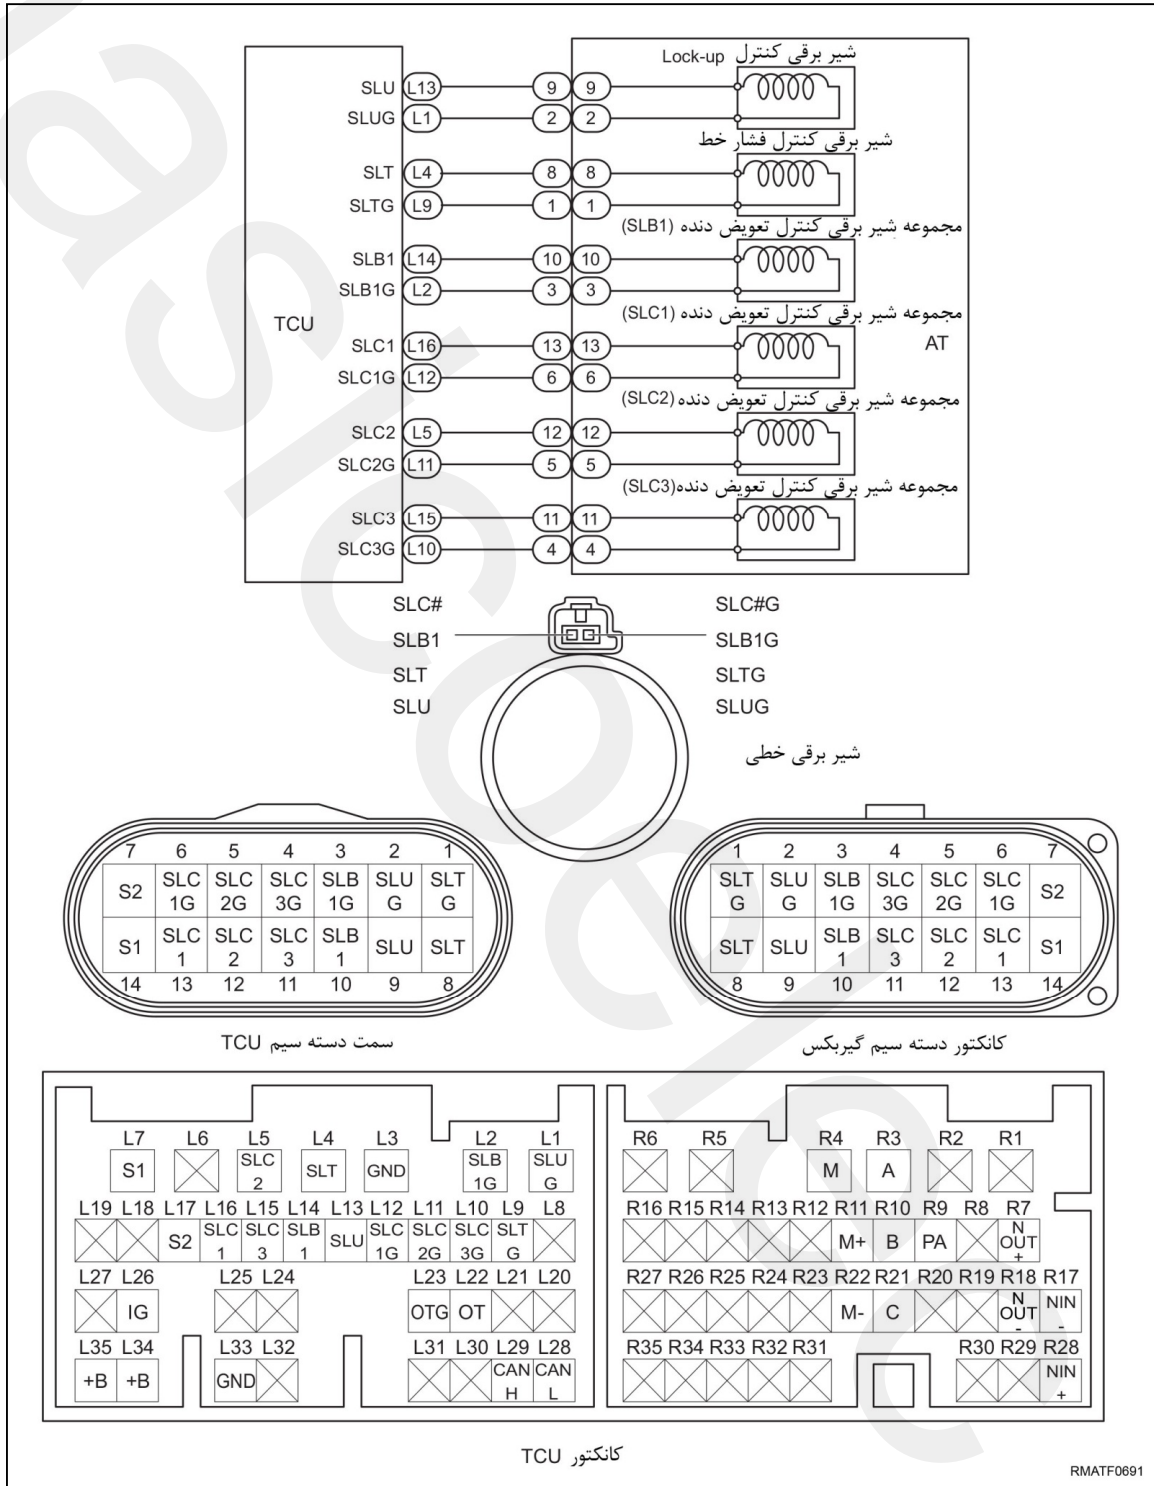 شیر برقی کنترل Lock-up
SLU L13 9 9
SLUG L1 2 2
شیر برقی کنترل فشار خط
SLT L4 8 8
SLTG L9 1 1
مجموعه شیر برقی کنترل تعویض دنده (SLB1)
SLB1 L14 10 10
SLB1G L2 3 3
TCU
مجموعه شیر برقی کنترل تعویض دنده (SLC1)
SLC1 L16 13 13 AT
SLC1G L12 6 6
مجموعه شیر برقی کنترل تعویض دنده (SLC2)
SLC2 L5 12 12
SLC2G L11 5 5
مجموعه شیر برقی کنترل تعویض دنده(SLC3)
SLC3 L15 11 11
SLC3G L10 4 4
SLC# SLC#G
SLB1 SLB1G
SLT SLTG
SLU SLUG
شیر برقی خطی
7 6 5 4 3 2 1
S2 SLC 1G SLC 2G SLC 3G SLB 1G SLU G SLT G
S1 SLC 1 SLC 2 SLC 3 SLB 1 SLU SLT
14 13 12 11 10 9 8
سمت دسته سیم TCU
1 2 3 4 5 6 7
SLT G SLU G SLB 1G SLC 3G SLC 2G SLC 1G S2
SLT SLU SLB 1 SLC 3 SLC 2 SLC 1 S1
8 9 10 11 12 13 14
کانکتور دسته سیم گیربکس
L7 L6 L5 L4 L3 L2 L1
S1 SLC 2 SLT GND SLB 1G SLU G
L19 L18 L17 L16 L15 L14 L13 L12 L11 L10 L9 L8
S2 SLC 1 SLC 3 SLB 1 SLU SLC 1G SLC 2G SLC 3G SLT G
L27 L26 L25 L24 L23 L22 L21 L20
IG OTG OT
L35 L34 L33 L32 L31 L30 L29 L28
+B +B GND CAN H CAN L
R6 R5 R4 R3 R2 R1
M A
R16 R15 R14 R13 R12 R11 R10 R9 R8 R7
M+ B PA N OUT +
R27 R26 R25 R24 R23 R22 R21 R20 R19 R18 R17
M- C N OUT - NIN -
R35 R34 R33 R32 R31 R30 R29 R28
NIN +
کانکتور TCU
RMATF0691